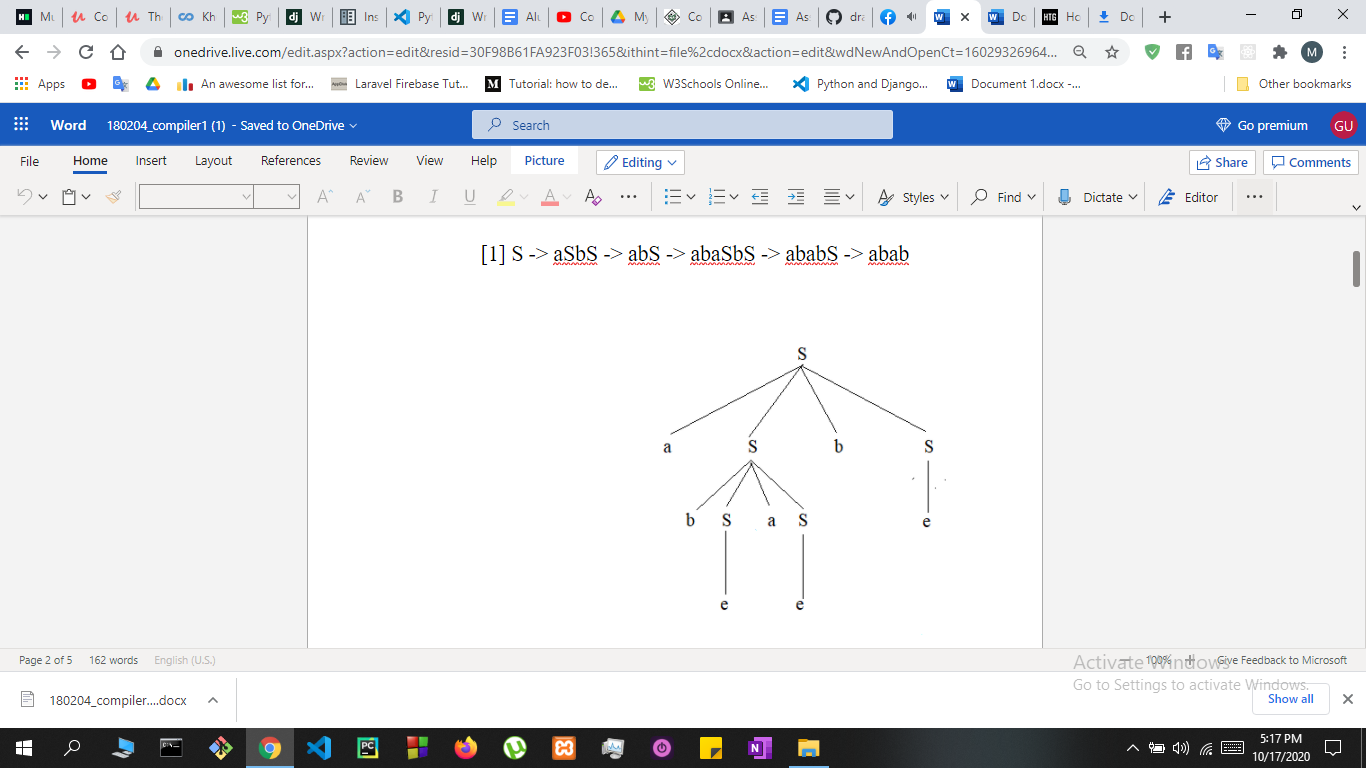 Mu Co The Kh Pyt Wr Ins Pyt Wr Alu Co My Co As As dra Do Ho Do
onedrive.live.com/edit.aspx?action=edit&resid=30F98B61FA923F03!365&ithint=file%2cdocx&action=edit&wdNewAndOpenCt=16029326964... M
Apps An awesome list for... Laravel Firebase Tut... Tutorial: how to de... W3Schools Online... Python and Django... Document 1.docx -... Other bookmarks
Word 180204_compiler1 (1) - Saved to OneDrive Search Go premium GU
File Home Insert Layout References Review View Help Picture Editing Share Comments
B I U A Styles Find Dictate Editor
[1] S -> aSbS -> abS -> abaSbS -> ababS -> abab
S
a S b S
b S a S e
e e
Page 2 of 5 162 words English (U.S.) 100% Give Feedback to Microsoft
Activate Windows
Go to Settings to activate Windows.
180204_compiler....docx Show all
5:17 PM
10/17/2020